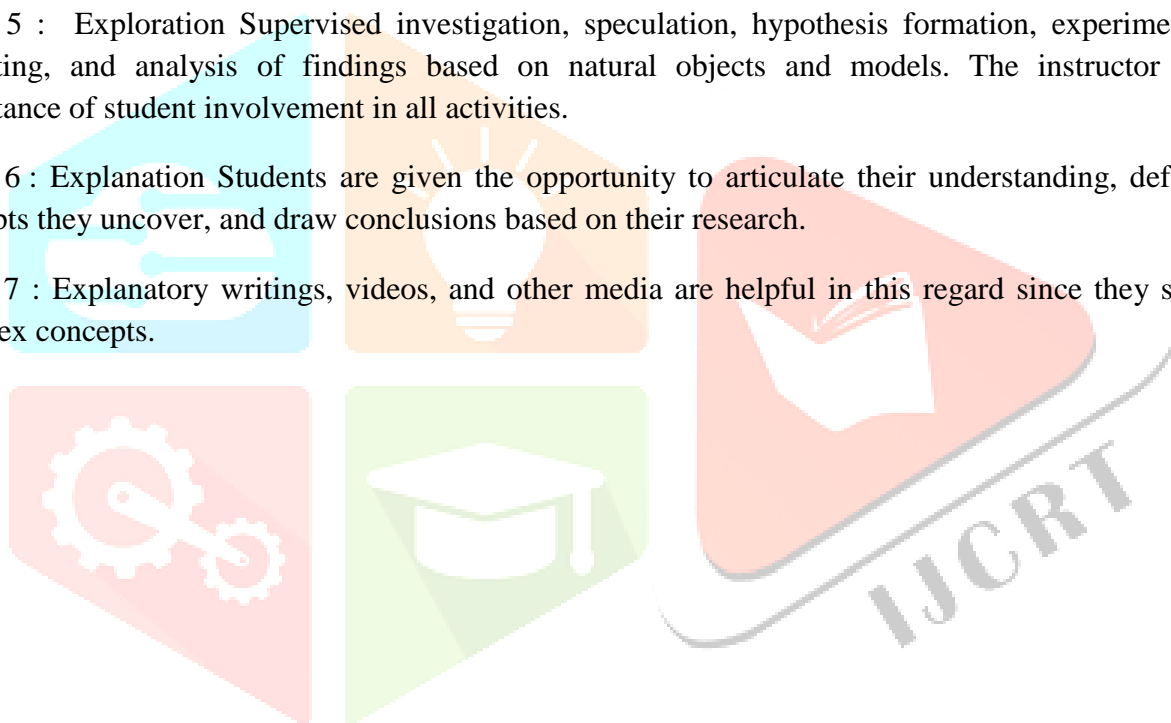 5 : Exploration Supervised investigation, speculation, hypothesis formation, experime
ting, and analysis of findings based on natural objects and models. The instructor
tance of student involvement in all activities.
6 : Explanation Students are given the opportunity to articulate their understanding, def
pts they uncover, and draw conclusions based on their research.
7 : Explanatory writings, videos, and other media are helpful in this regard since they s
ex concepts.
IJCRT